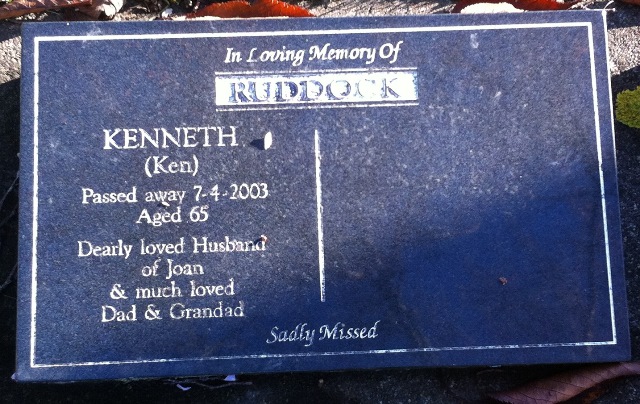 In Loving Memory Of
RUDDOCK
KENNETH
(Ken)
Passed away 7-4-2003
Aged 65
Dearly loved Husband
of Joan
& much loved
Dad & Grandad
Sadly Missed